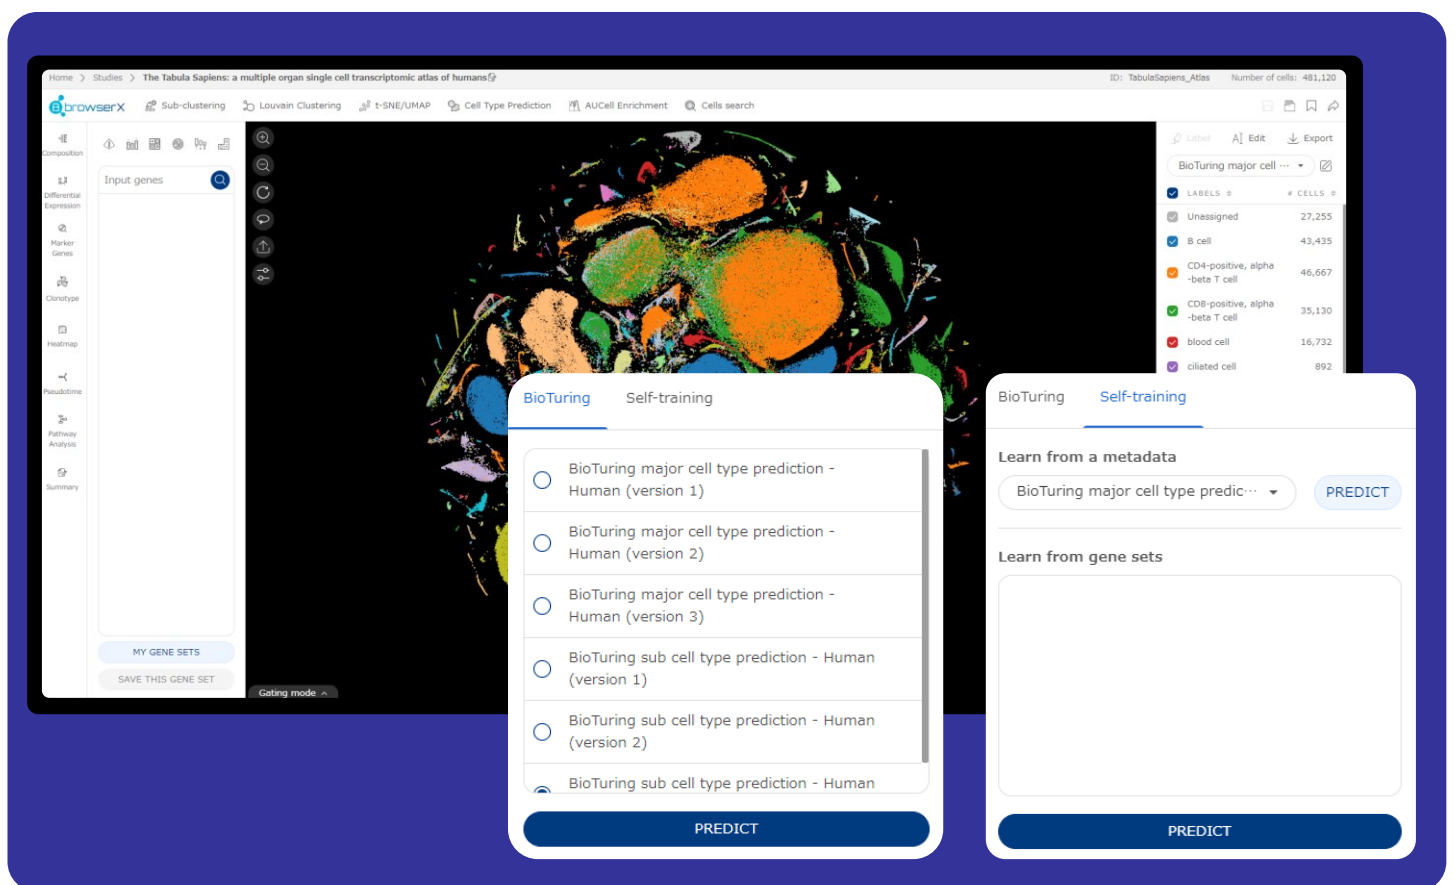 Home > Studies > The Tabula Sapiens: a multiple organ single cell transcriptomic atlas of humans
ID: TabulaSapiens_Atlas Number of cells: 481,120
BbrowserX Sub-clustering Louvain Clustering t-SNE/UMAP Cell Type Prediction AUCell Enrichment Cells search
Composition
Differential
Expression
Marker
Genes
Clonotype
Heatmap
Pseudotime
Pathway
Analysis
Summary
Input genes
MY GENE SETS
SAVE THIS GENE SET
Gating mode
Label Edit Export
BioTuring major cell ···
LABELS # CELLS
Unassigned 27,255
B cell 43,435
CD4-positive, alpha
-beta T cell 46,667
CD8-positive, alpha
-beta T cell 35,130
blood cell 16,732
ciliated cell 892
BioTuring Self-training
BioTuring major cell type prediction -
Human (version 1)
BioTuring major cell type prediction -
Human (version 2)
BioTuring major cell type prediction -
Human (version 3)
BioTuring sub cell type prediction - Human
(version 1)
BioTuring sub cell type prediction - Human
(version 2)
BioTuring sub cell type prediction - Human
PREDICT
BioTuring Self-training
Learn from a metadata
BioTuring major cell type predic··· PREDICT
Learn from gene sets
PREDICT